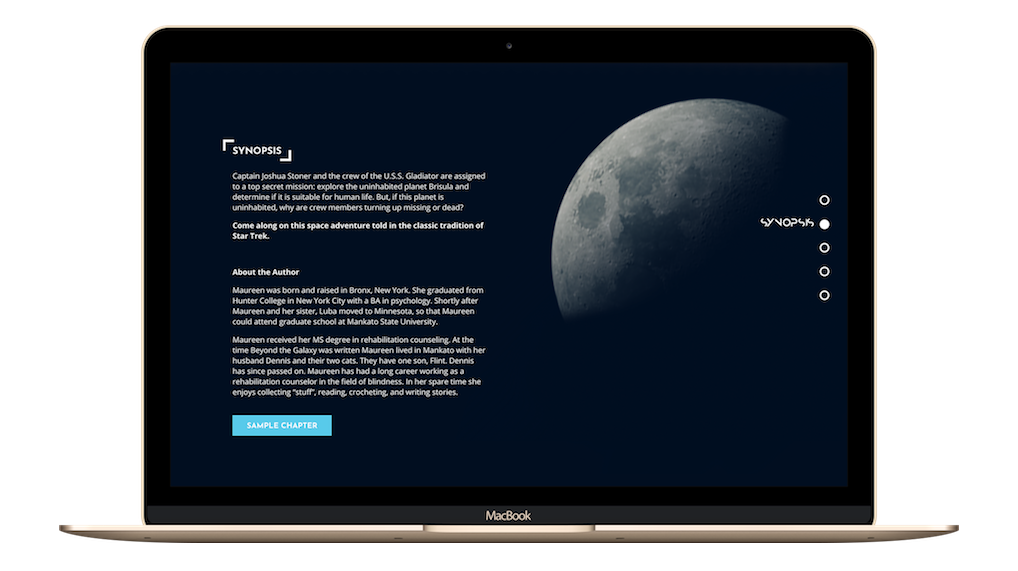 SYNOPSIS
Captain Joshua Stoner and the crew of the U.S.S. Gladiator are assigned
to a top secret mission: explore the uninhabited planet Brisula and
determine if it is suitable for human life. But, if this planet is
uninhabited, why are crew members turning up missing or dead?
Come along on this space adventure told in the classic tradition of
Star Trek.
About the Author
Maureen was born and raised in Bronx, New York. She graduated from
Hunter College in New York City with a BA in psychology. Shortly after
Maureen and her sister, Luba moved to Minnesota, so that Maureen
could attend graduate school at Mankato State University.
Maureen received her MS degree in rehabilitation counseling. At the
time Beyond the Galaxy was written Maureen lived in Mankato with her
husband Dennis and their two cats. They have one son, Flint. Dennis
has since passed on. Maureen has had a long career working as a
rehabilitation counselor in the field of blindness. In her spare time she
enjoys collecting “stuff”, reading, crocheting, and writing stories.
SAMPLE CHAPTER
SYNOPSIS
MacBook